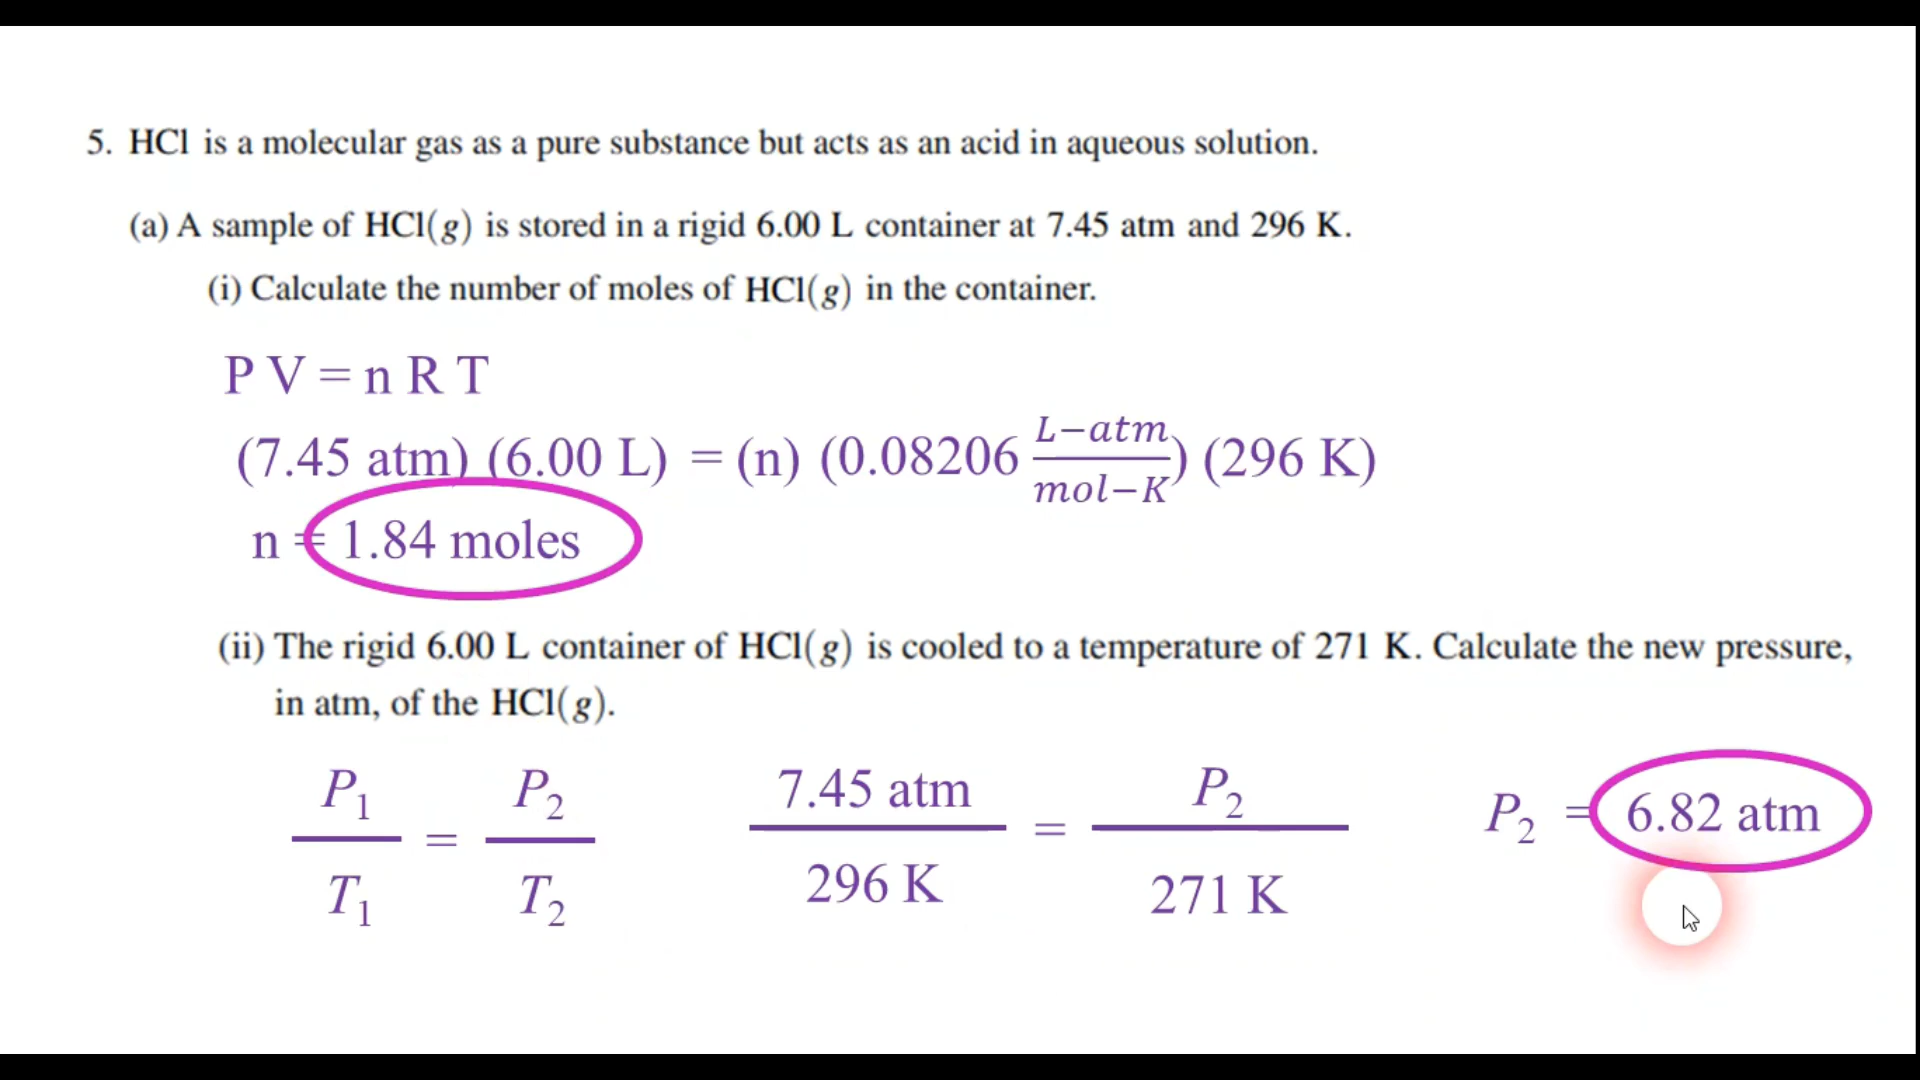 5. HCl is a molecular gas as a pure substance but acts as an acid in aqueous solution.
(a) A sample of HCl(g) is stored in a rigid 6.00 L container at 7.45 atm and 296 K.
(i) Calculate the number of moles of HCl(g) in the container.
P V = n R T
(7.45 atm) (6.00 L) = (n) (0.08206 L−atm/mol−K) (296 K)
n = 1.84 moles
(ii) The rigid 6.00 L container of HCl(g) is cooled to a temperature of 271 K. Calculate the new pressure,
in atm, of the HCl(g).
P₁/T₁ = P₂/T₂ 7.45 atm/296 K = P₂/271 K P₂ = 6.82 atm